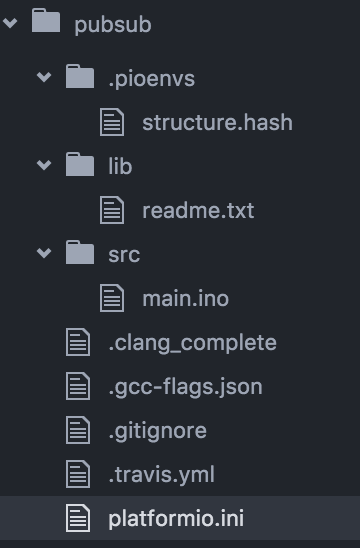 pubsub
.pioenvs
structure.hash
lib
readme.txt
src
main.ino
.clang_complete
.gcc-flags.json
.gitignore
.travis.yml
platformio.ini